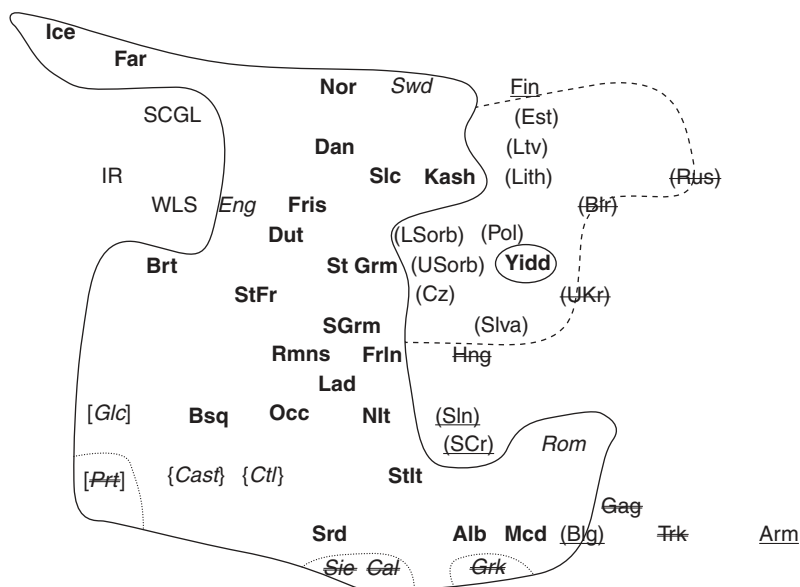 Ice
Far
Nor Swd Fin
(Est)
SCGL
Dan (Ltv)
IR Slc Kash (Lith) (Rus)
WLS Eng Fris (Blr)
Dut (LSorb) (Pol)
Brt St Grm (USorb) Yidd
StFr (Cz) (UKr)
SGrm (Slva)
Rmns Frln Hng
Lad
[Glc] Bsq Occ Nlt (Sln)
(SCr) Rom
[Prt] {Cast} {Ctl} Stlt
Gag
Srd Alb Mcd (Blg) Trk Arm
Sie Cal Grk